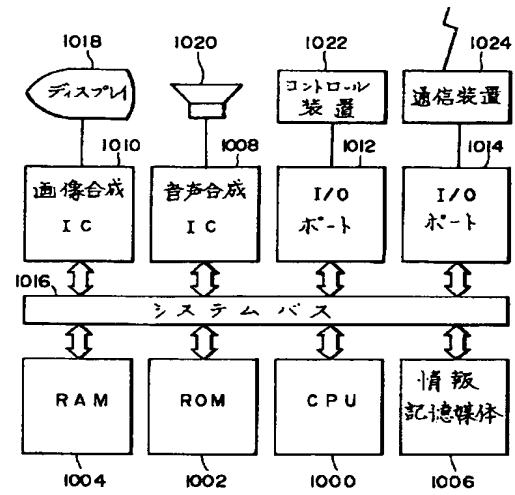 1018
1020
1022
1024
ディスプレイ
コントロール
装置
通信装置
1010
1008
1012
1014
画像合成
IC
音声合成
IC
I/O
ポート
I/O
ポート
1016
システムバス
RAM
ROM
CPU
情報
記憶媒体
1004
1002
1000
1006